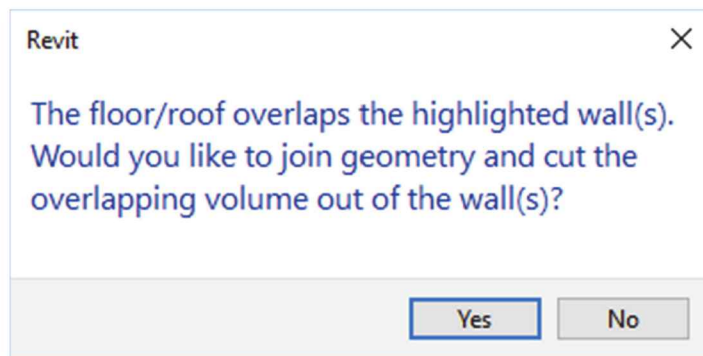 Revit
The floor/roof overlaps the highlighted wall(s).
Would you like to join geometry and cut the
overlapping volume out of the wall(s)?
Yes No